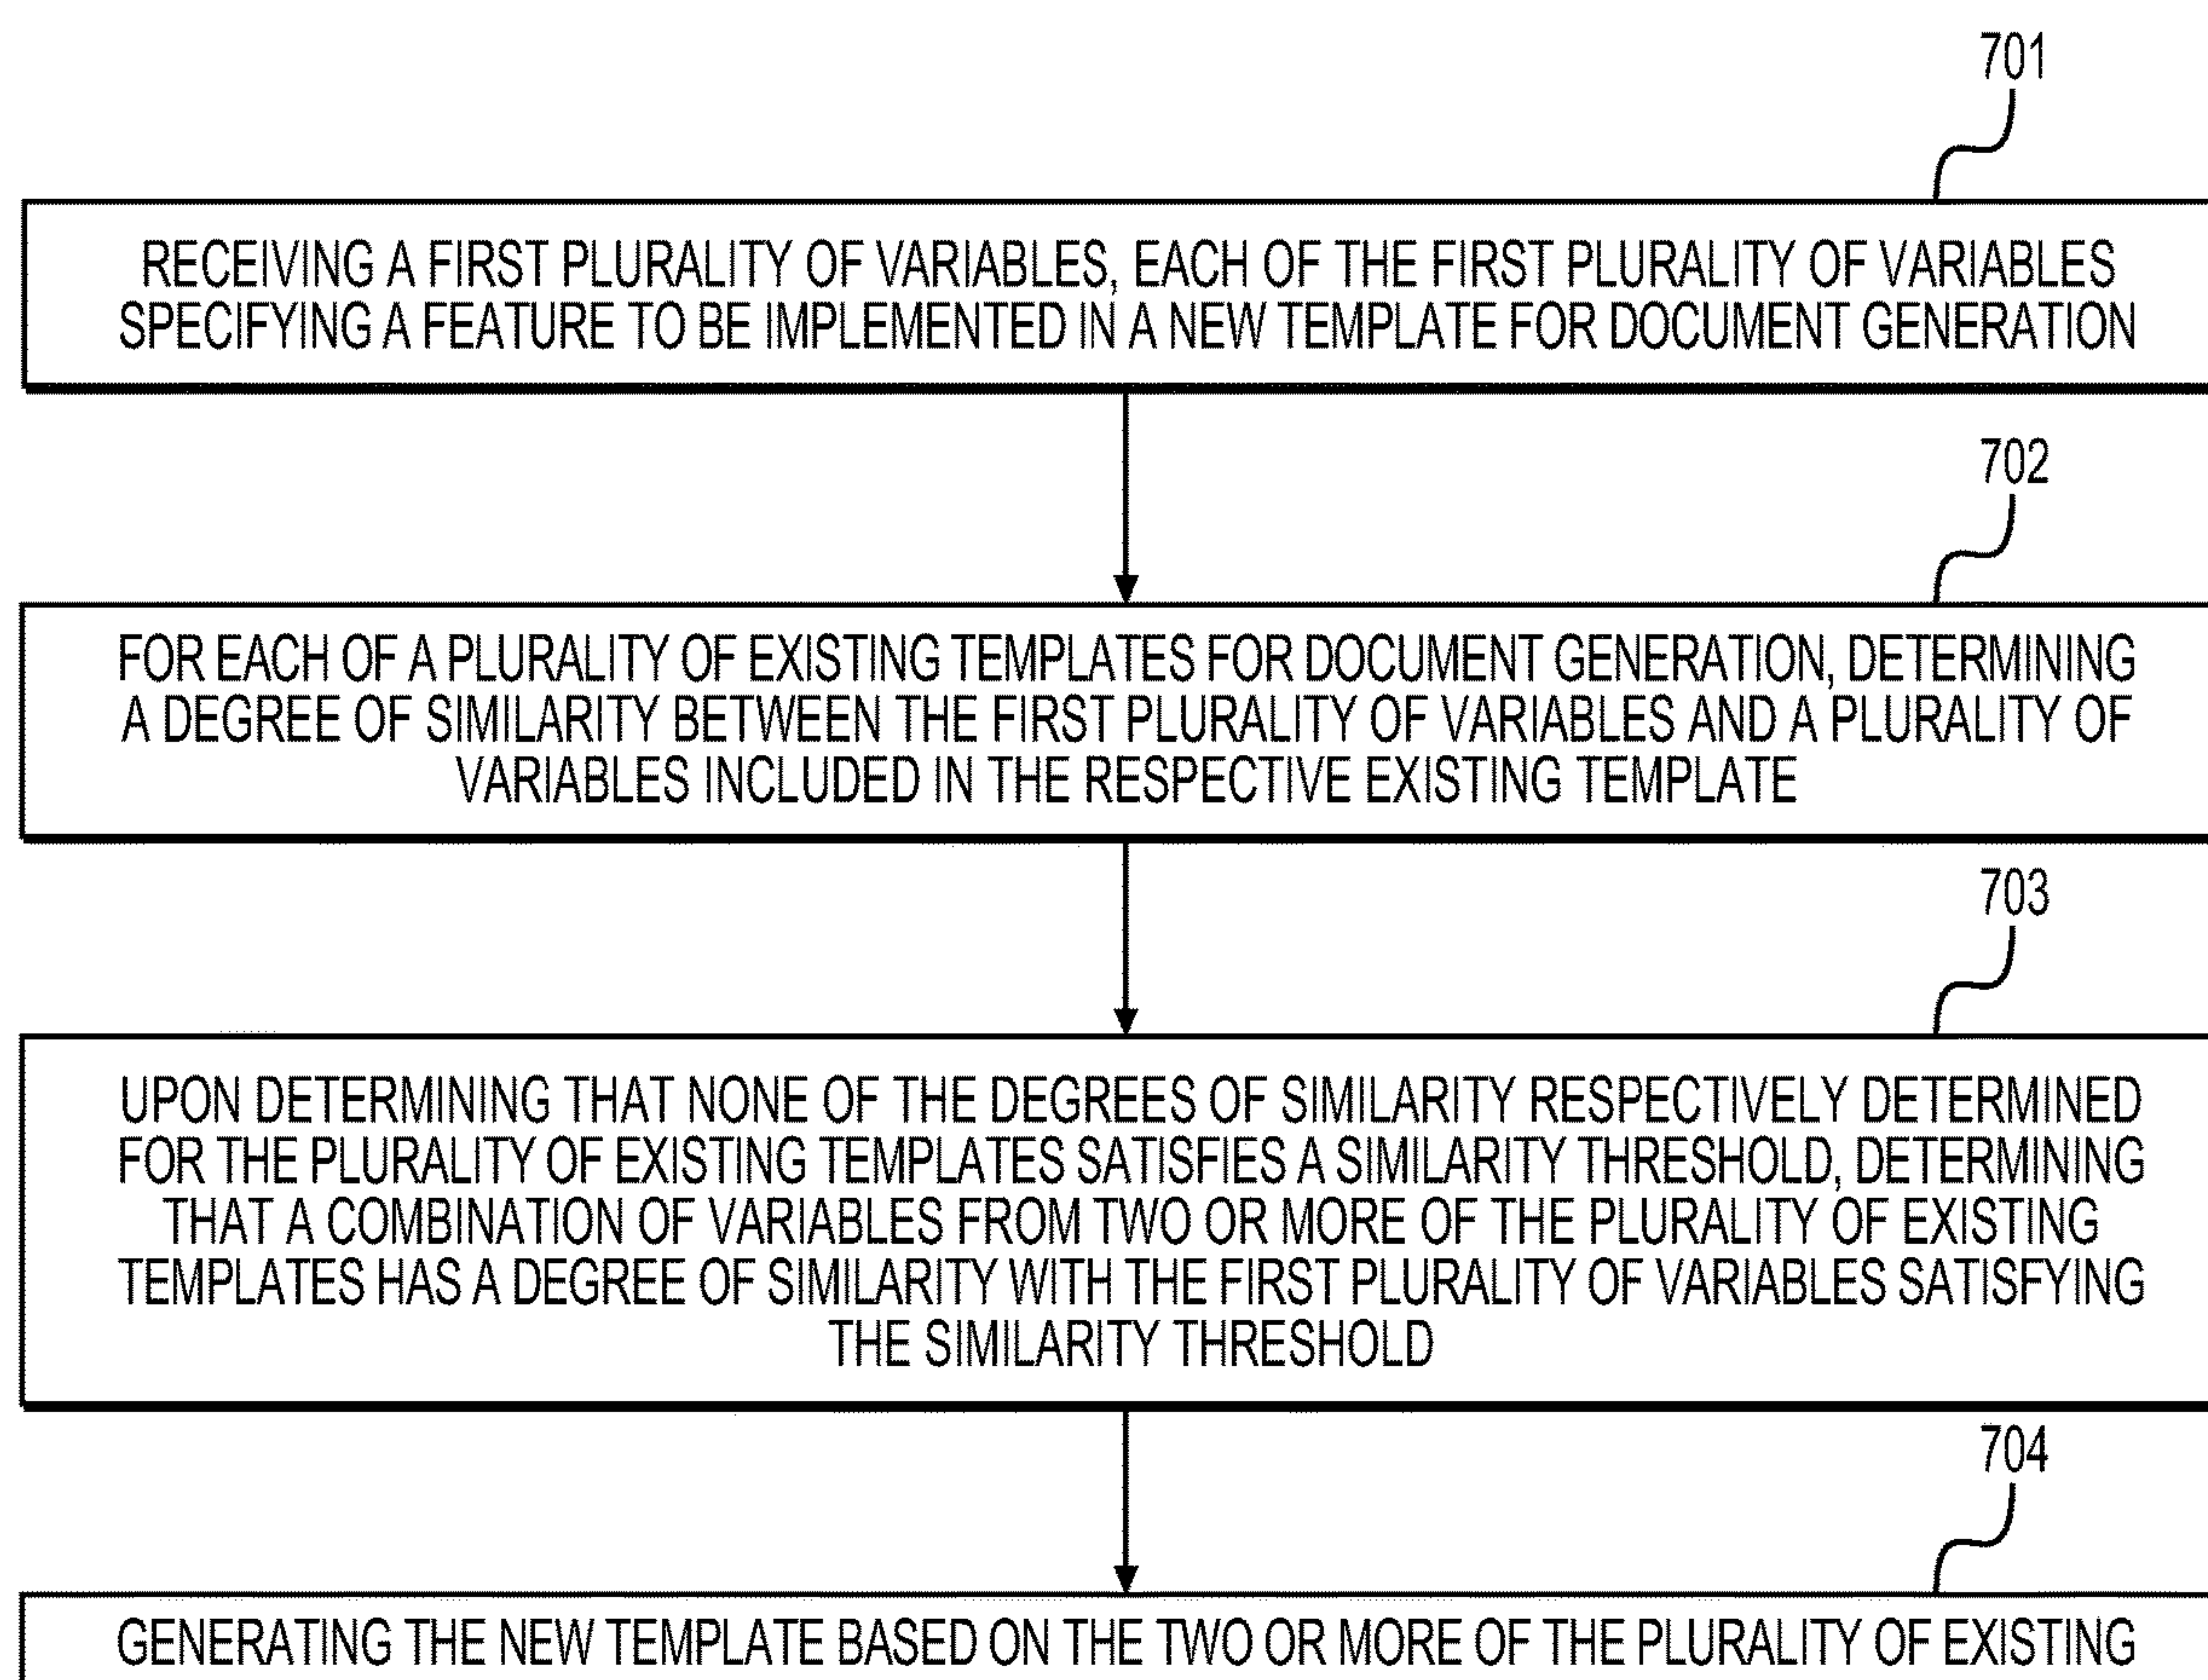 701
RECEIVING A FIRST PLURALITY OF VARIABLES, EACH OF THE FIRST PLURALITY OF VARIABLES
SPECIFYING A FEATURE TO BE IMPLEMENTED IN A NEW TEMPLATE FOR DOCUMENT GENERATION
702
FOR EACH OF A PLURALITY OF EXISTING TEMPLATES FOR DOCUMENT GENERATION, DETERMINING
A DEGREE OF SIMILARITY BETWEEN THE FIRST PLURALITY OF VARIABLES AND A PLURALITY OF
VARIABLES INCLUDED IN THE RESPECTIVE EXISTING TEMPLATE
703
UPON DETERMINING THAT NONE OF THE DEGREES OF SIMILARITY RESPECTIVELY DETERMINED
FOR THE PLURALITY OF EXISTING TEMPLATES SATISFIES A SIMILARITY THRESHOLD, DETERMINING
THAT A COMBINATION OF VARIABLES FROM TWO OR MORE OF THE PLURALITY OF EXISTING
TEMPLATES HAS A DEGREE OF SIMILARITY WITH THE FIRST PLURALITY OF VARIABLES SATISFYING
THE SIMILARITY THRESHOLD
704
GENERATING THE NEW TEMPLATE BASED ON THE TWO OR MORE OF THE PLURALITY OF EXISTING